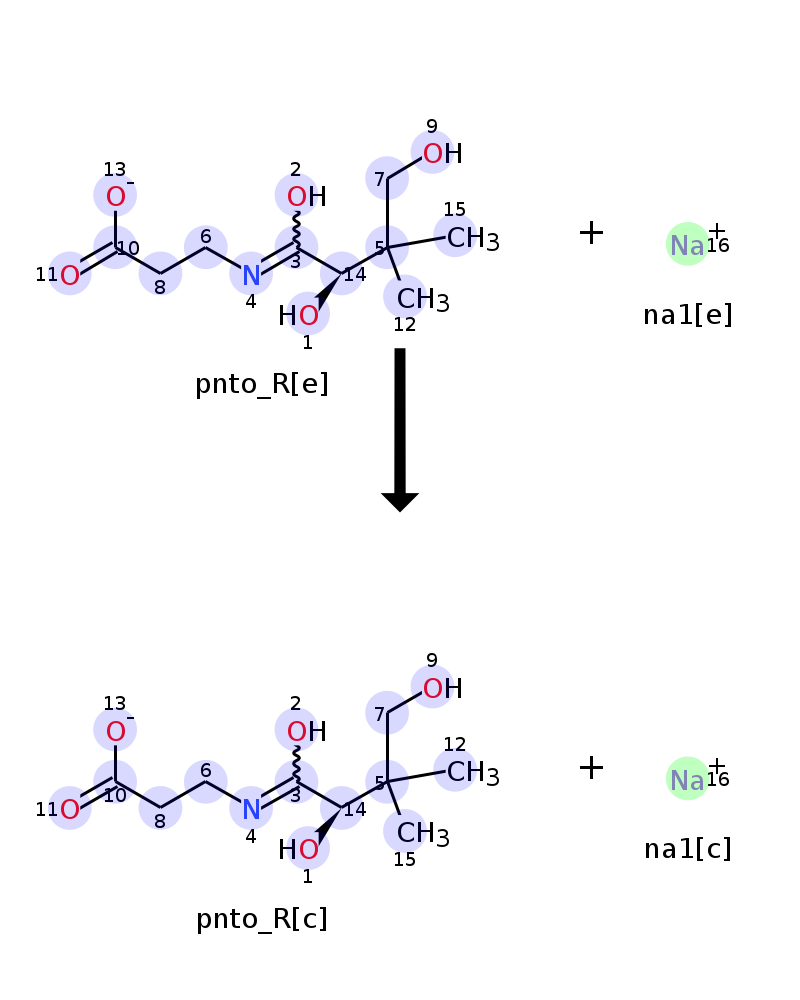 9
OH
13
O-
2
OH
7
15
CH3
+
Na+
16
11
O
10
6
8
N
4
3
14
5
HO
1
CH3
12
na1[e]
pnto_R[e]
9
OH
13
O-
2
OH
7
12
CH3
+
Na+
16
11
O
10
6
8
N
4
3
14
5
HO
1
CH3
15
na1[c]
pnto_R[c]